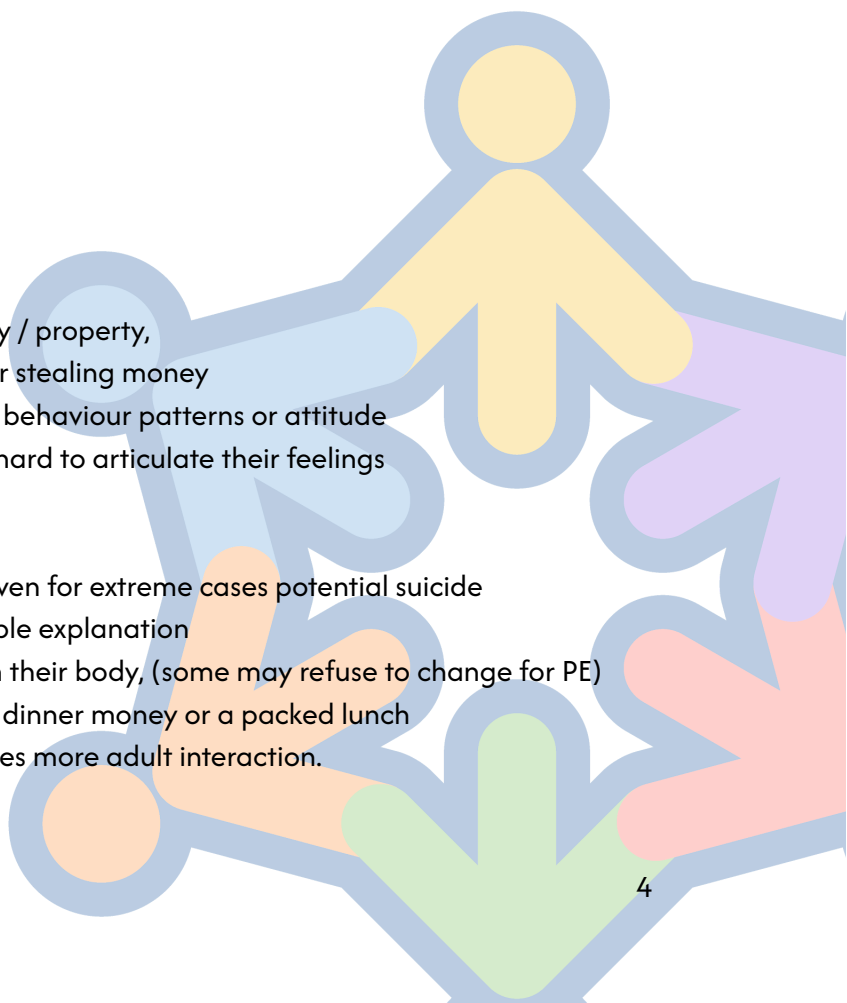 y / property,
r stealing money
behaviour patterns or attitude
hard to articulate their feelings
ven for extreme cases potential suicide
ble explanation
n their body, (some may refuse to change for PE)
dinner money or a packed lunch
es more adult interaction.
4